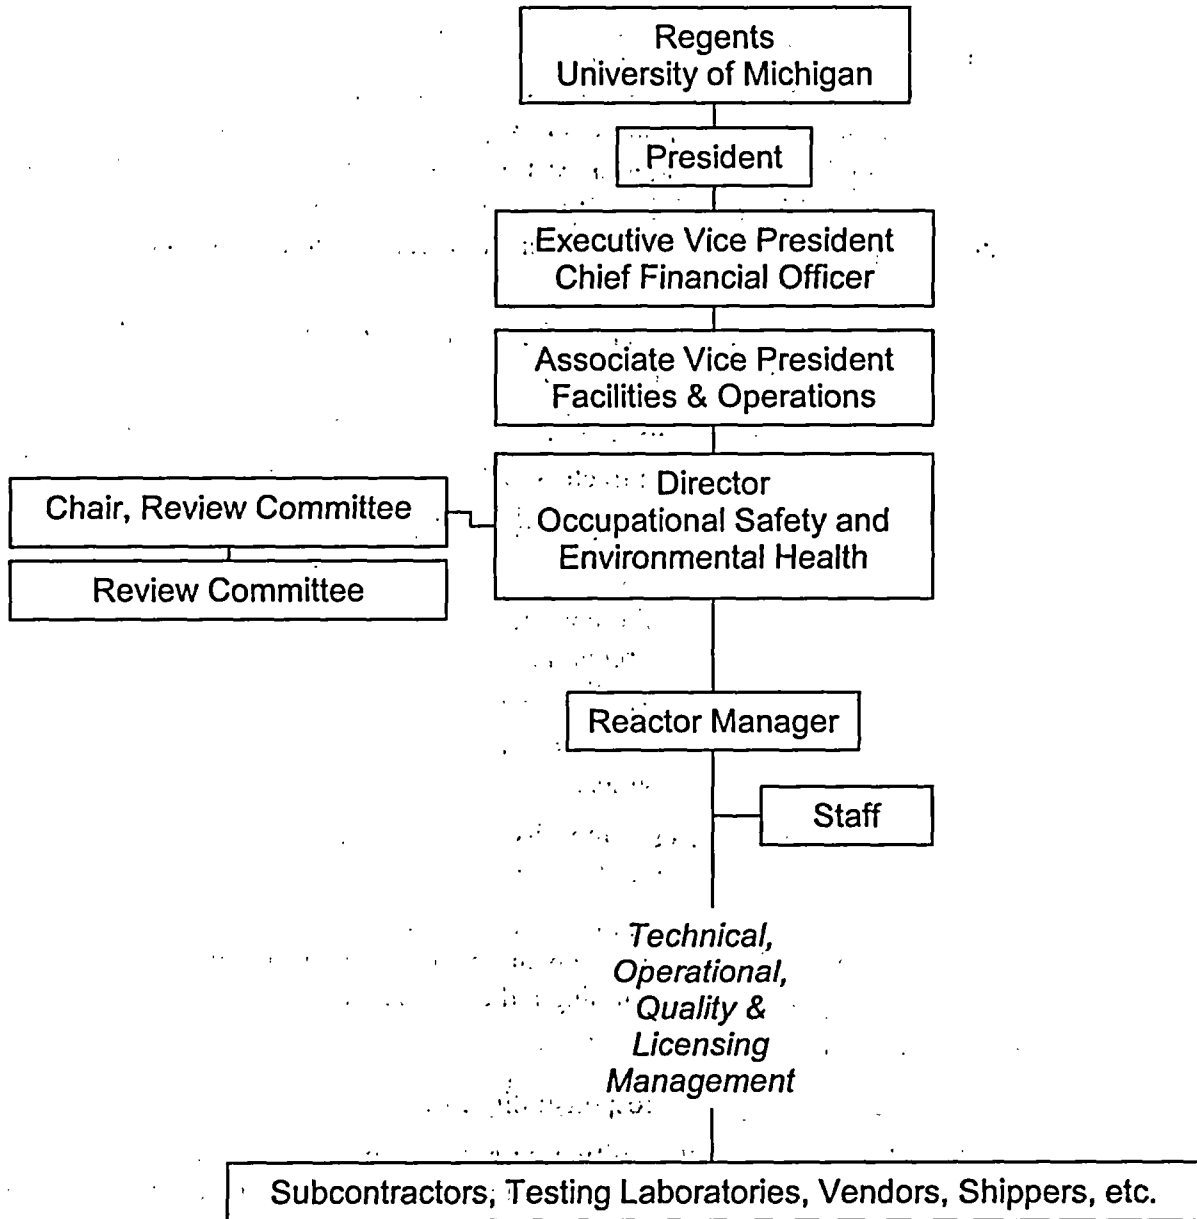 Regents
University of Michigan
President
Executive Vice President
Chief Financial Officer
Associate Vice President
Facilities & Operations
Director
Occupational Safety and
Environmental Health
Chair, Review Committee
Review Committee
Reactor Manager
Staff
Technical,
Operational,
Quality &
Licensing
Management
Subcontractors, Testing Laboratories, Vendors, Shippers, etc.